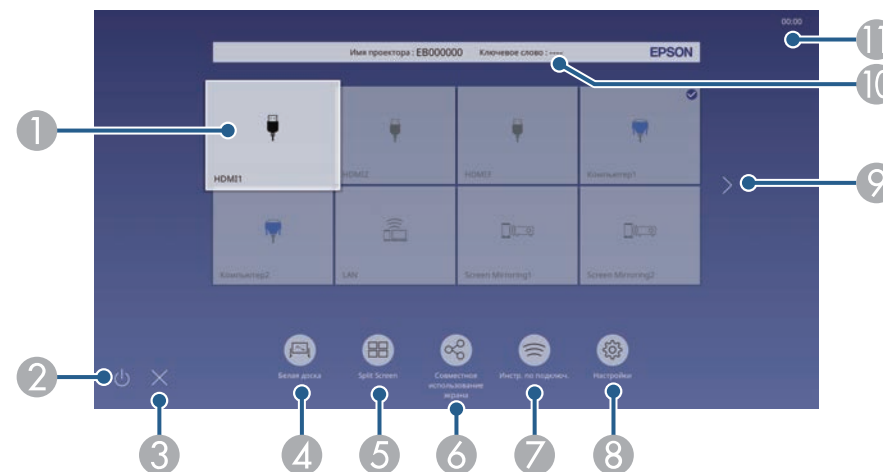 00:00
11
Имя проектора : EB000000 Ключевое слово : ---- EPSON
10
1
HDMI1 HDMI2 HDMI3 Компьютер1
9
Компьютер2 LAN Screen Mirroring1 Screen Mirroring2
2
Белая доска Split Screen Совместное Инстр. по подключ. Настройки
использование
экрана
3 4 5 6 7 8